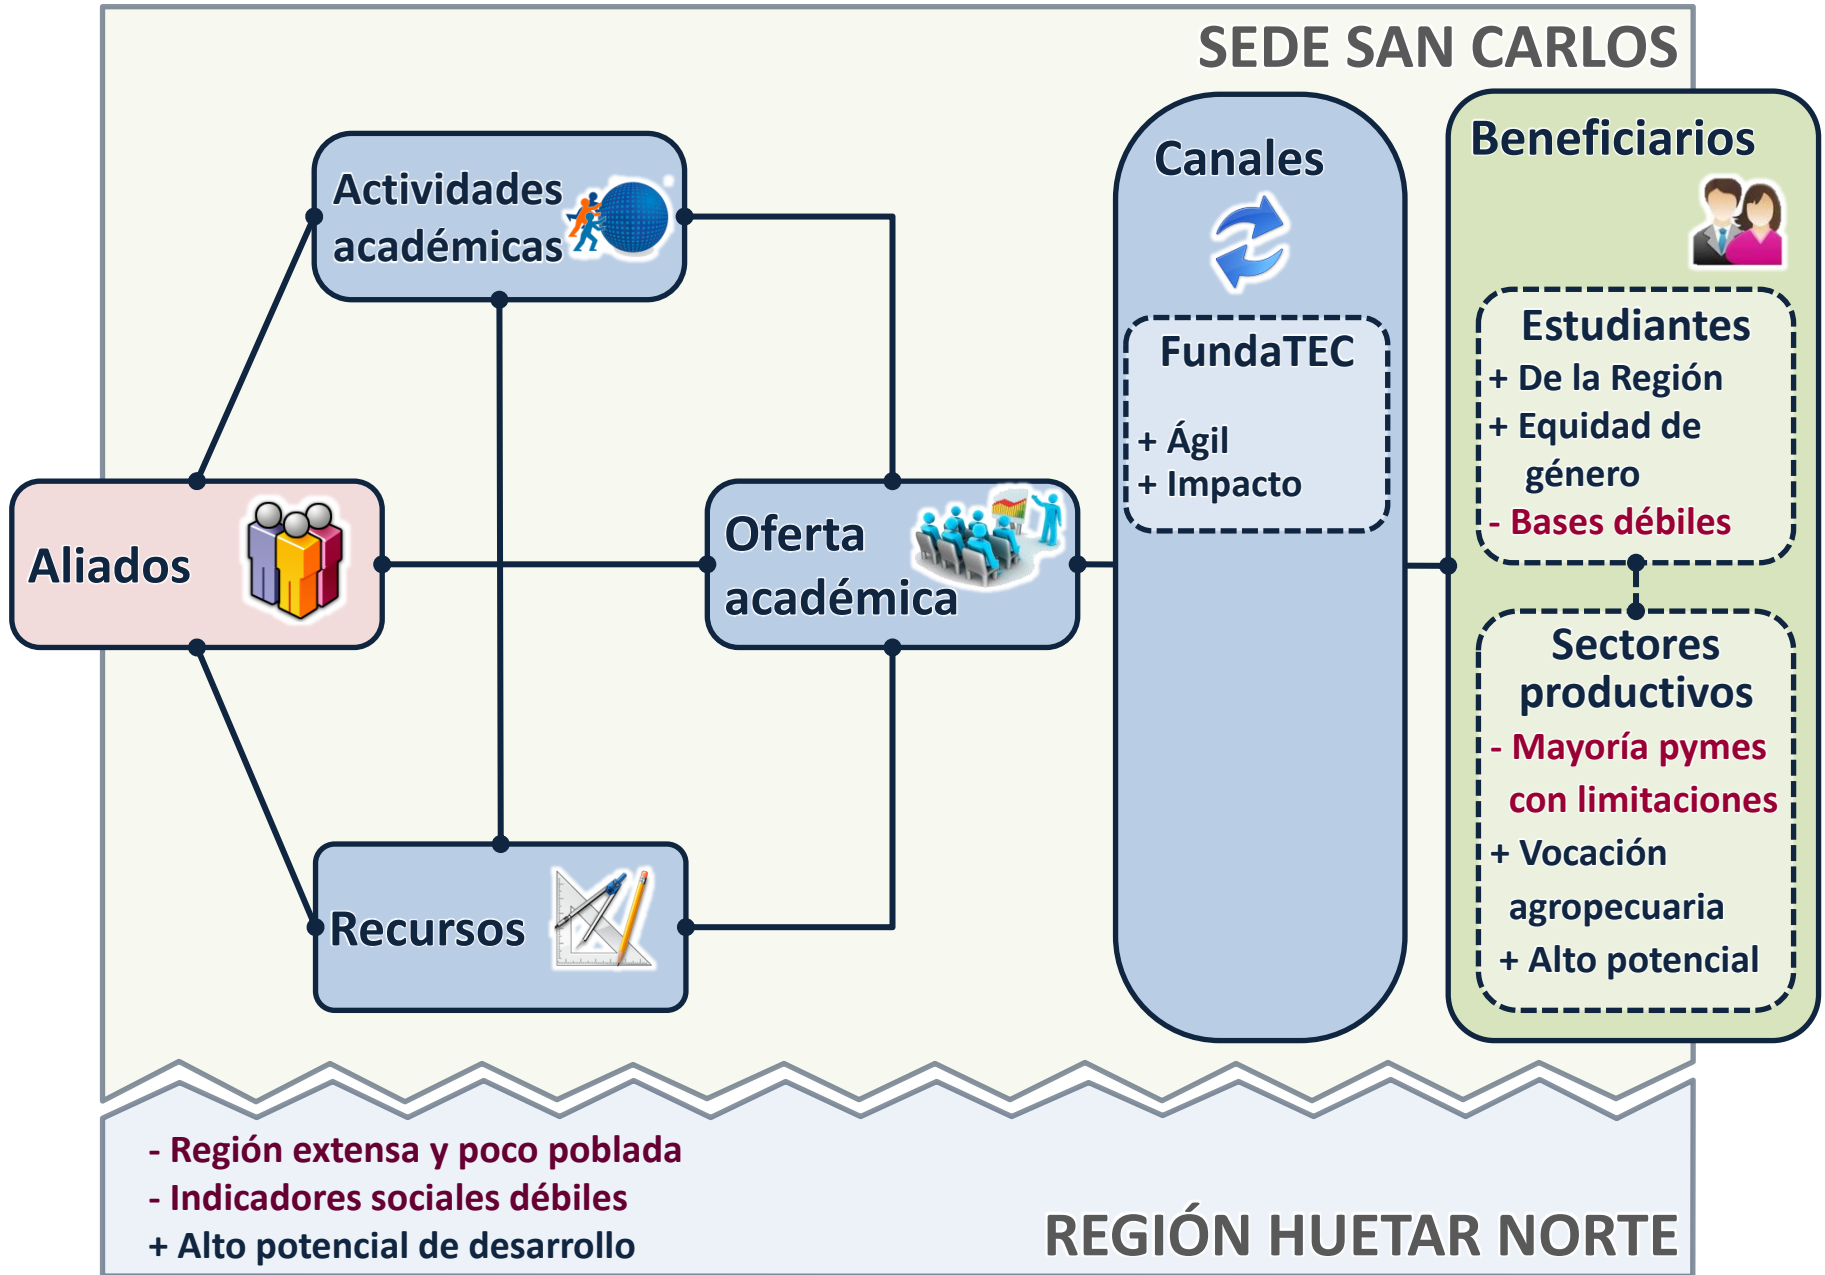 SEDE SAN CARLOS
Actividades
académicas
Aliados
Recursos
Oferta
académica
Canales
FundaTEC
+ Ágil
+ Impacto
Beneficiarios
Estudiantes
+ De la Región
+ Equidad de
género
- Bases débiles
Sectores
productivos
- Mayoría pymes
con limitaciones
+ Vocación
agropecuaria
+ Alto potencial
- Región extensa y poco poblada
- Indicadores sociales débiles
+ Alto potencial de desarrollo
REGIÓN HUETAR NORTE